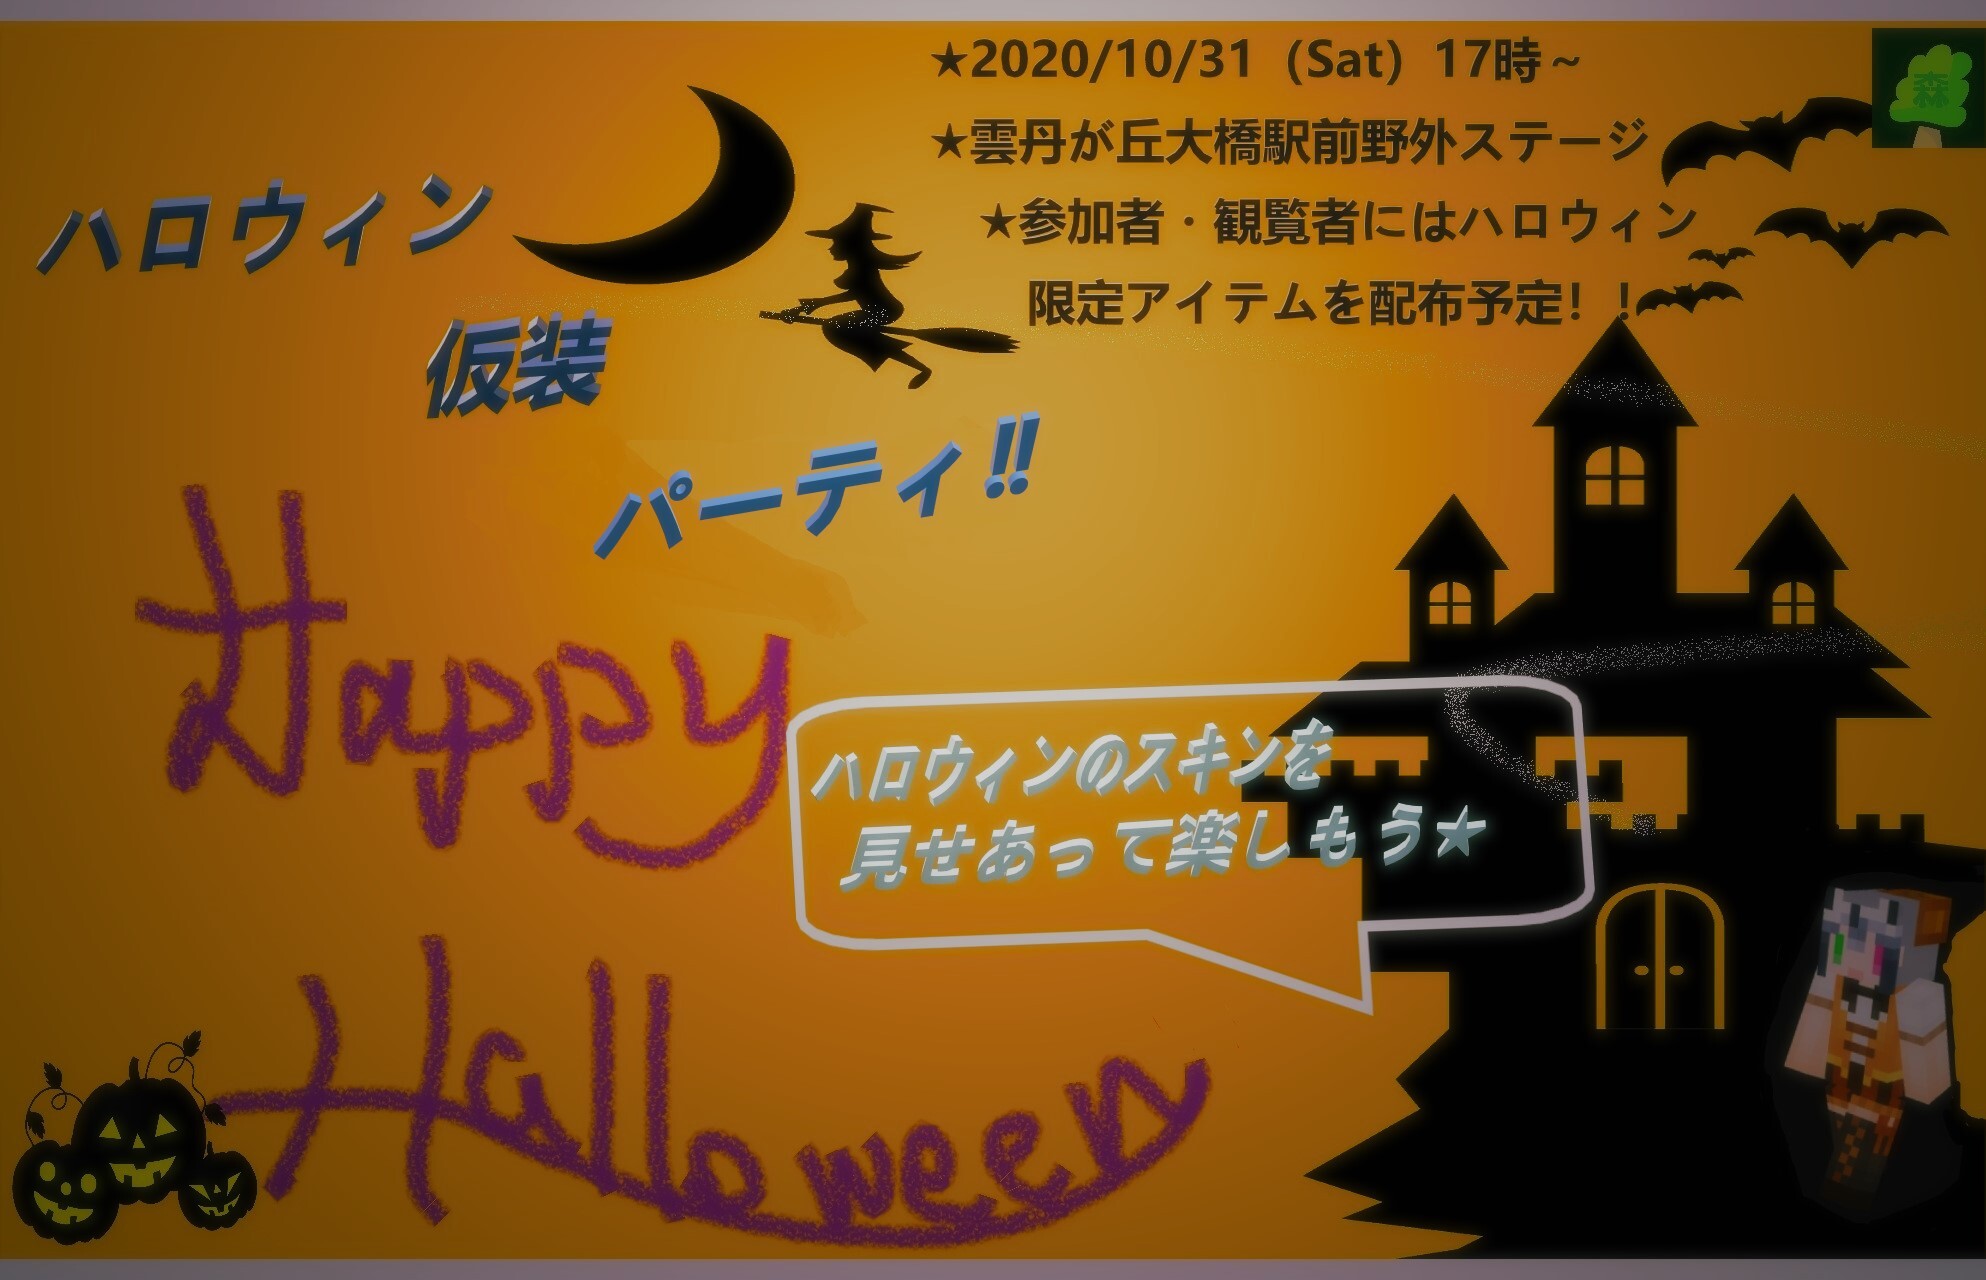 ★2020/10/31（Sat）17時～
★雲丹が丘大橋駅前野外ステージ
★参加者・観覧者にはハロウィン
限定アイテムを配布予定！！
森
ハロウィン
仮装
パーティ!!
Happy
ハロウィンのスキンを
見せあって楽しもう★
Halloween